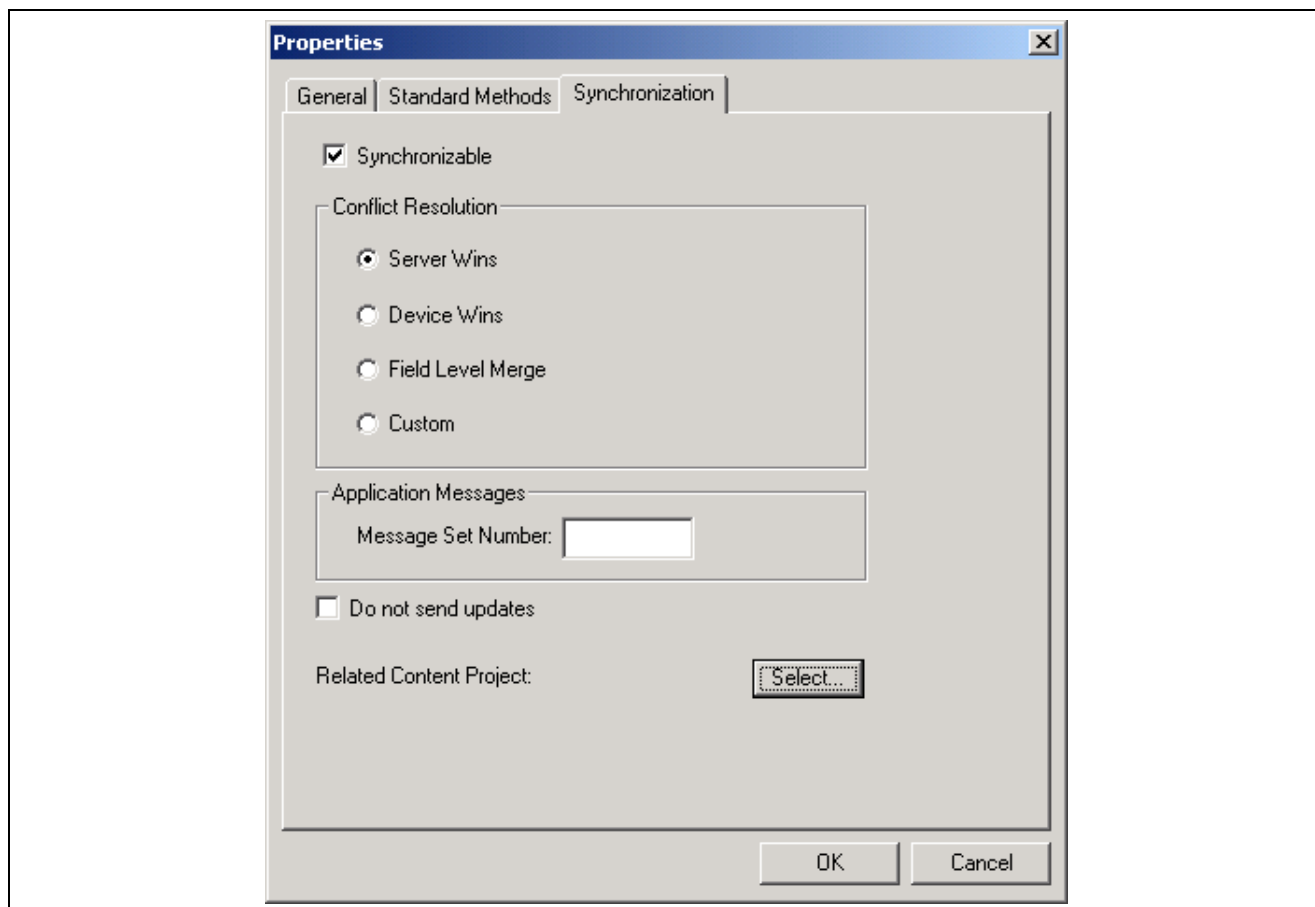 Properties
General Standard Methods Synchronization
Synchronizable
Conflict Resolution
Server Wins
Device Wins
Field Level Merge
Custom
Application Messages
Message Set Number:
Do not send updates
Related Content Project: Select...
OK Cancel